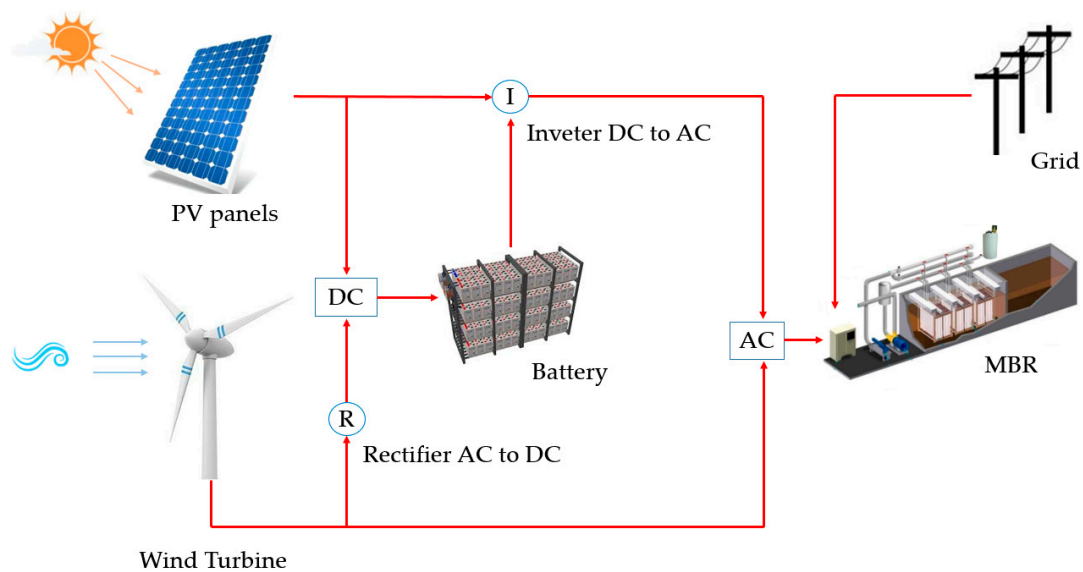 I
Inveter DC to AC
Grid
PV panels
DC
Battery
AC
MBR
R
Rectifier AC to DC
Wind Turbine